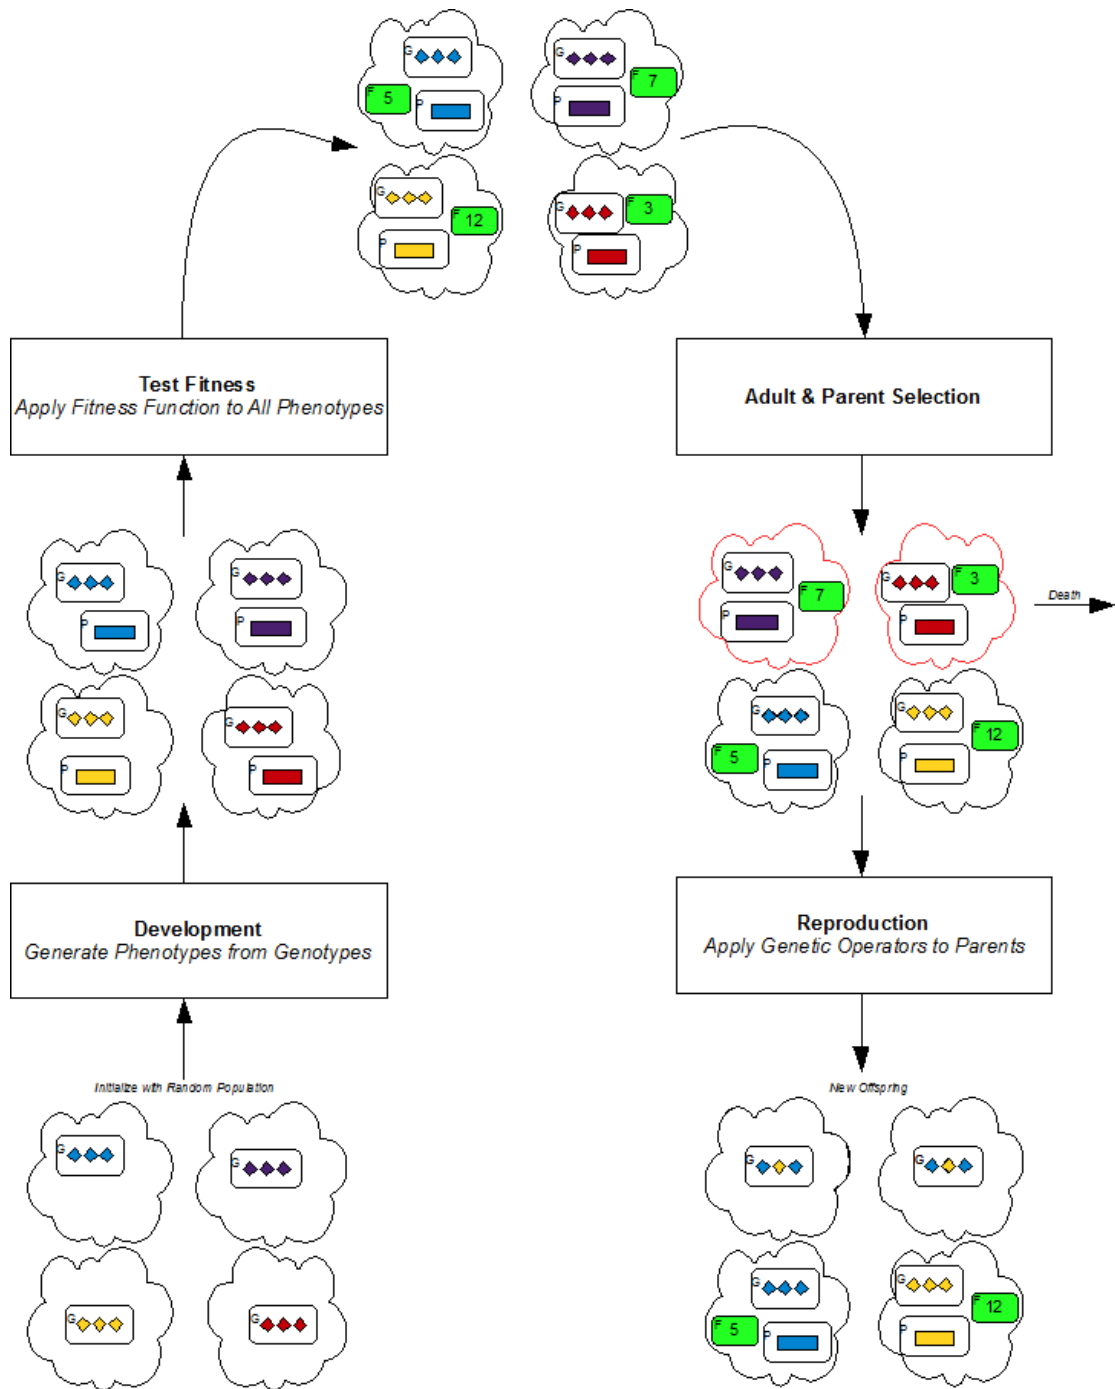 G
G
F
5
F
7
P
P
G
F
12
G
F
3
P
P
Test Fitness
Apply Fitness Function to All Phenotypes
Adult & Parent Selection
G
G
P
P
G
G
P
P
G
F
7
P
G
F
3
P
Death
G
F
5
P
G
F
12
P
Development
Generate Phenotypes from Genotypes
Reproduction
Apply Genetic Operators to Parents
Initialize with Random Population
G
G
G
G
New Offspring
G
G
G
F
5
P
G
F
12
P